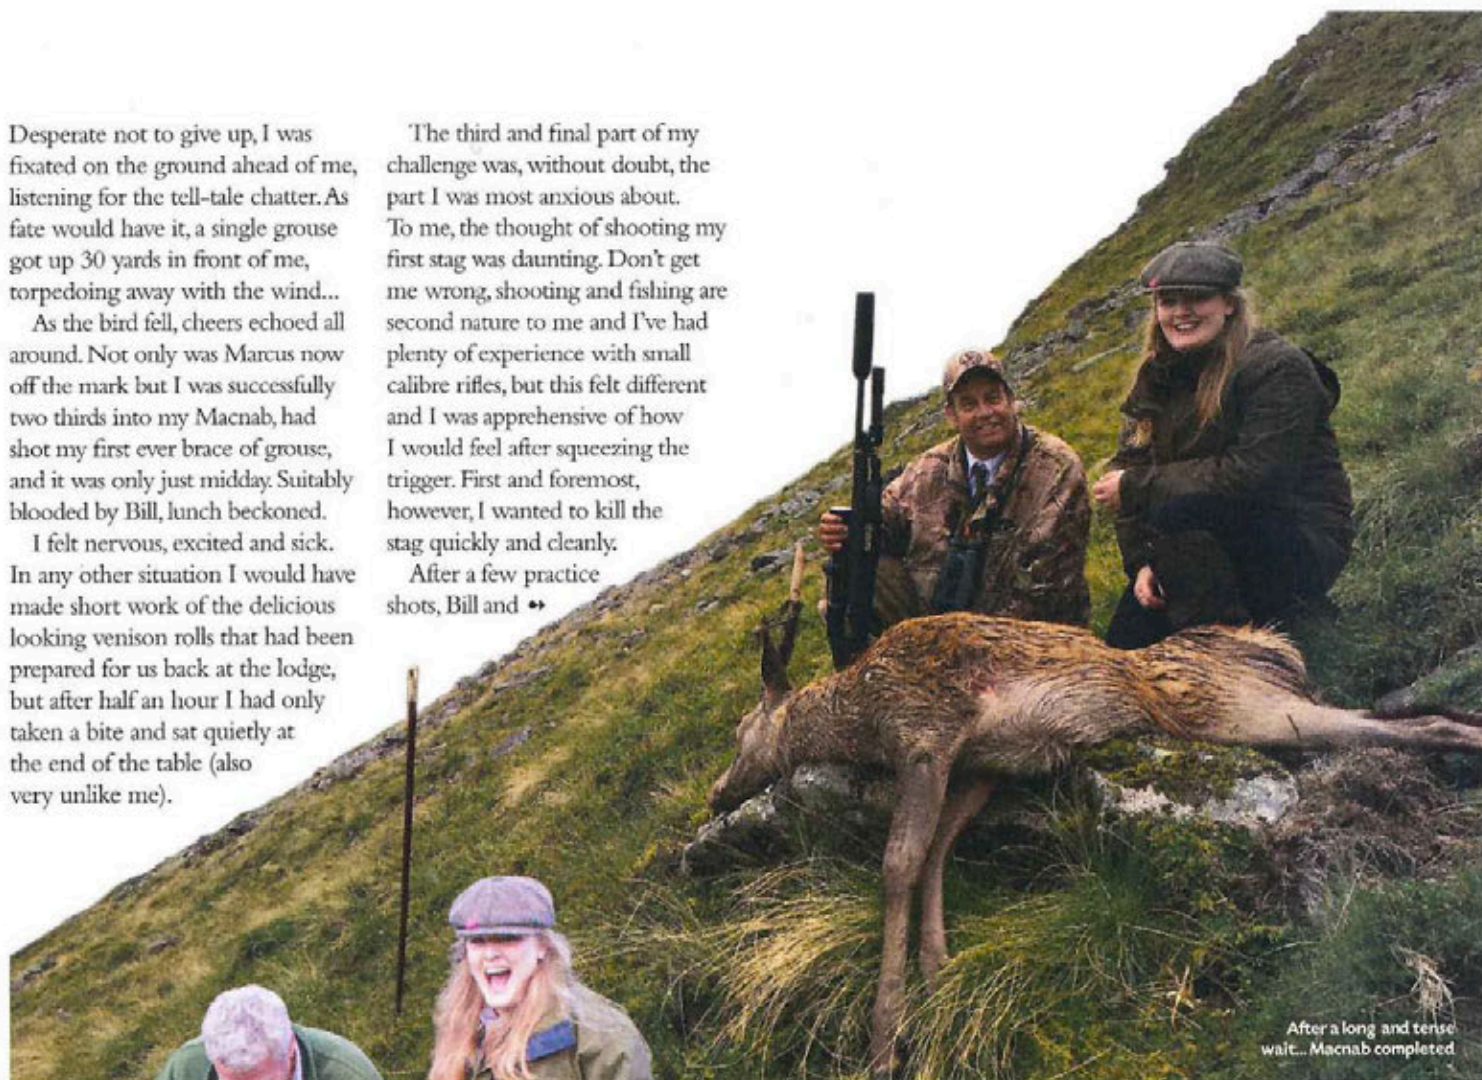 Desperate not to give up, I was
fixated on the ground ahead of me,
listening for the tell-tale chatter. As
fate would have it, a single grouse
got up 30 yards in front of me,
torpedoing away with the wind...
As the bird fell, cheers echoed all
around. Not only was Marcus now
off the mark but I was successfully
two thirds into my Macnab, had
shot my first ever brace of grouse,
and it was only just midday. Suitably
blooded by Bill, lunch beckoned.
I felt nervous, excited and sick.
In any other situation I would have
made short work of the delicious
looking venison rolls that had been
prepared for us back at the lodge,
but after half an hour I had only
taken a bite and sat quietly at
the end of the table (also
very unlike me).
The third and final part of my
challenge was, without doubt, the
part I was most anxious about.
To me, the thought of shooting my
first stag was daunting. Don't get
me wrong, shooting and fishing are
second nature to me and I've had
plenty of experience with small
calibre rifles, but this felt different
and I was apprehensive of how
I would feel after squeezing the
trigger. First and foremost,
however, I wanted to kill the
stag quickly and cleanly.
After a few practice
shots, Bill and
After a long and tense
wait... Macnab completed